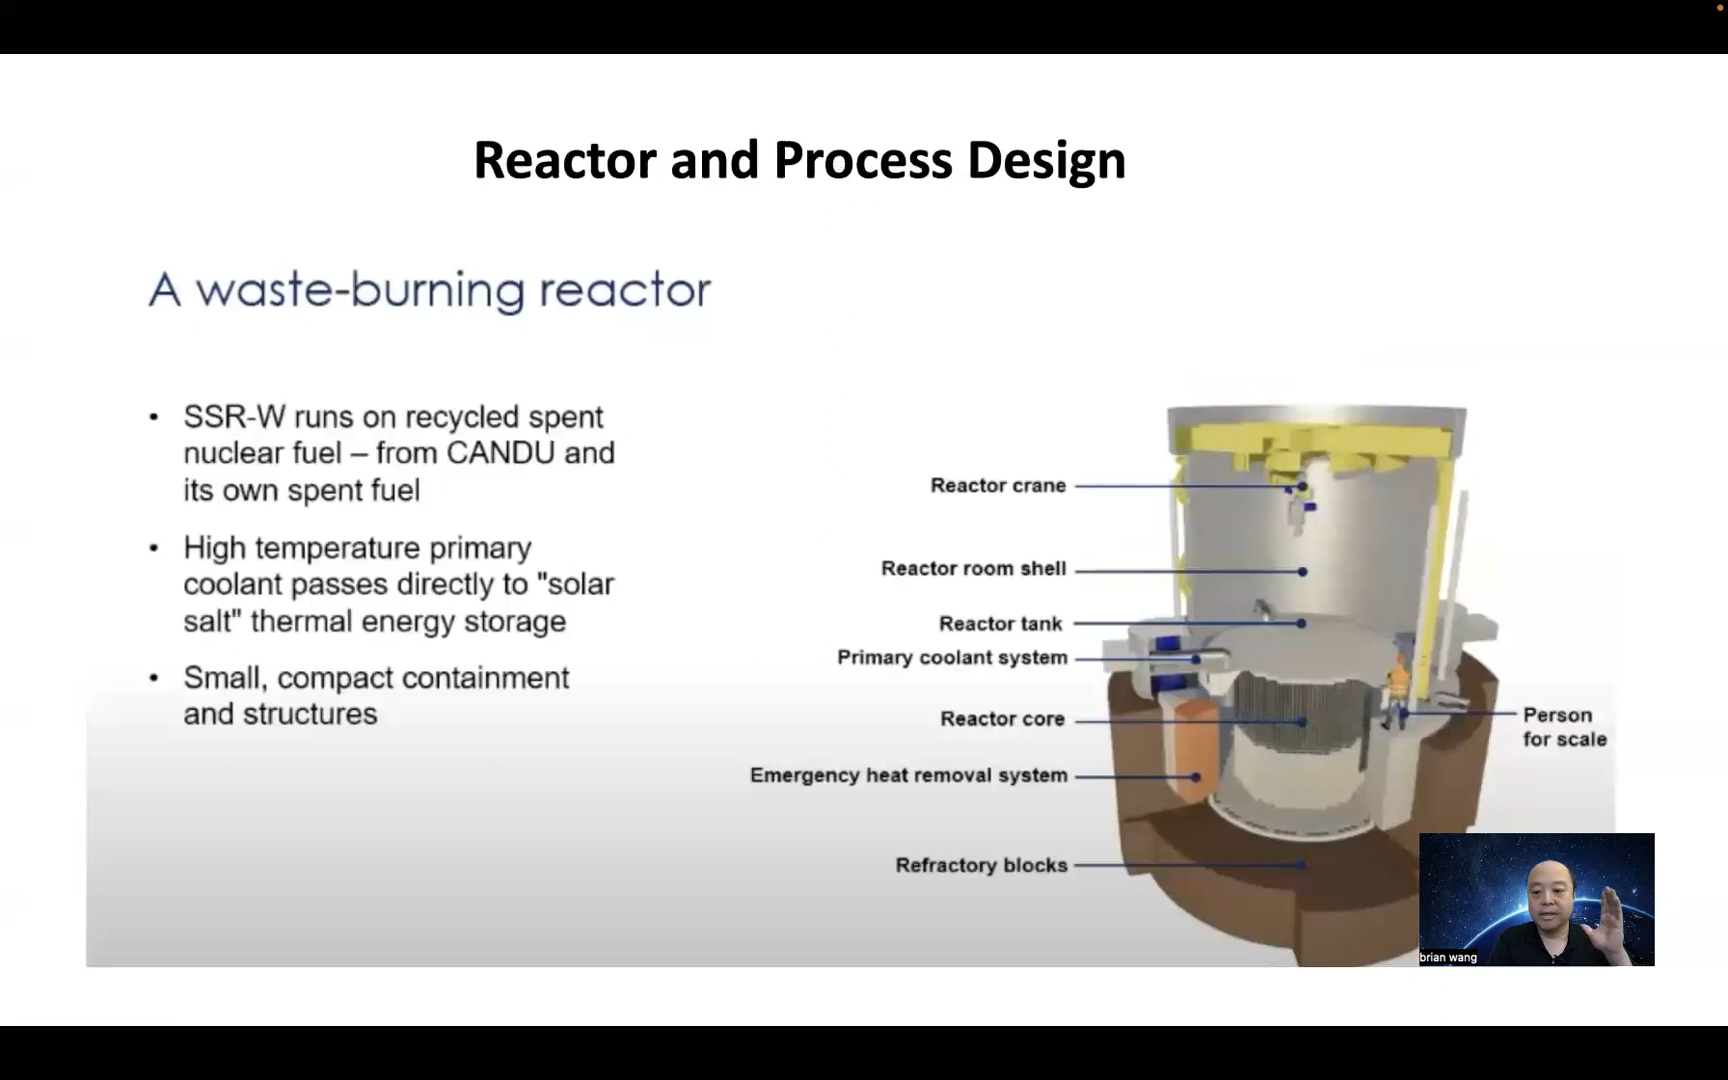 Reactor and Process Design
A waste-burning reactor
• SSR-W runs on recycled spent
nuclear fuel – from CANDU and
its own spent fuel
• High temperature primary
coolant passes directly to "solar
salt" thermal energy storage
• Small, compact containment
and structures
Reactor crane
Reactor room shell
Reactor tank
Primary coolant system
Reactor core
Emergency heat removal system
Refractory blocks
Person
for scale
brian wang